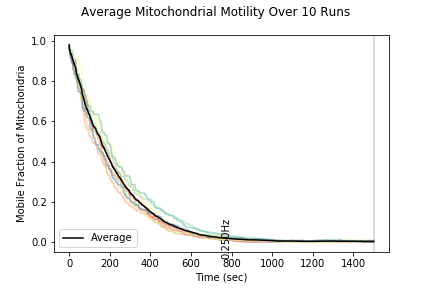 Average Mitochondrial Motility Over 10 Runs
Mobile Fraction of Mitochondria
1.0
0.8
0.6
0.4
0.2
0.0
0.250Hz
Average
0
200
400
600
800
1000
1200
1400
Time (sec)